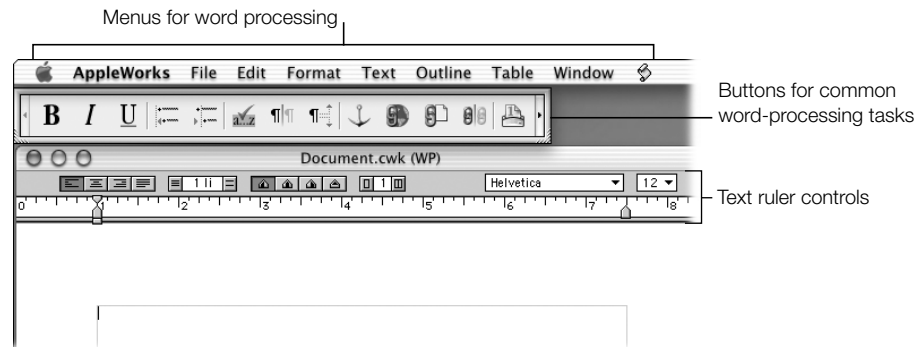 Menus for word processing
AppleWorks File Edit Format Text Outline Table Window
Buttons for common
word-processing tasks
B I U a..z
Document.cwk (WP)
1 li 1 Helvetica 12
Text ruler controls
0 1 2 3 4 5 6 7 8